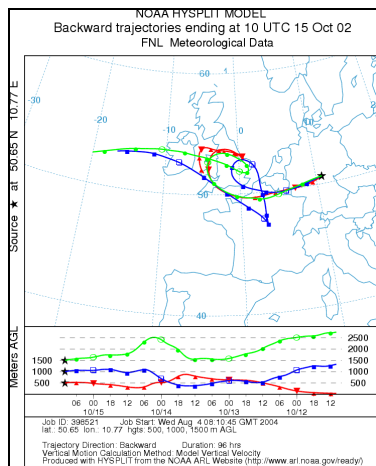 NOAA HYSPLIT MODEL
Backward trajectories ending at 10 UTC 15 Oct 02
FNL Meteorological Data
Source ★ at 50.65 N 10.77 E
60
-30
-20
-10
0
10
50
40
Meters AGL
1500
1000
500
2500
2000
1500
1000
500
06 00 18 12 06 00 18 12 06 00 18 12 06 00 18 12
10/15 10/14 10/13 10/12
Job ID: 396521 Job Start: Wed Aug 4 08:10:45 GMT 2004
lat.: 50.65 lon.: 10.77 hgts: 500, 1000, 1500 m AGL
Trajectory Direction: Backward Duration: 96 hrs
Vertical Motion Calculation Method: Model Vertical Velocity
Produced with HYSPLIT from the NOAA ARL Website (http://www.arl.noaa.gov/ready/)